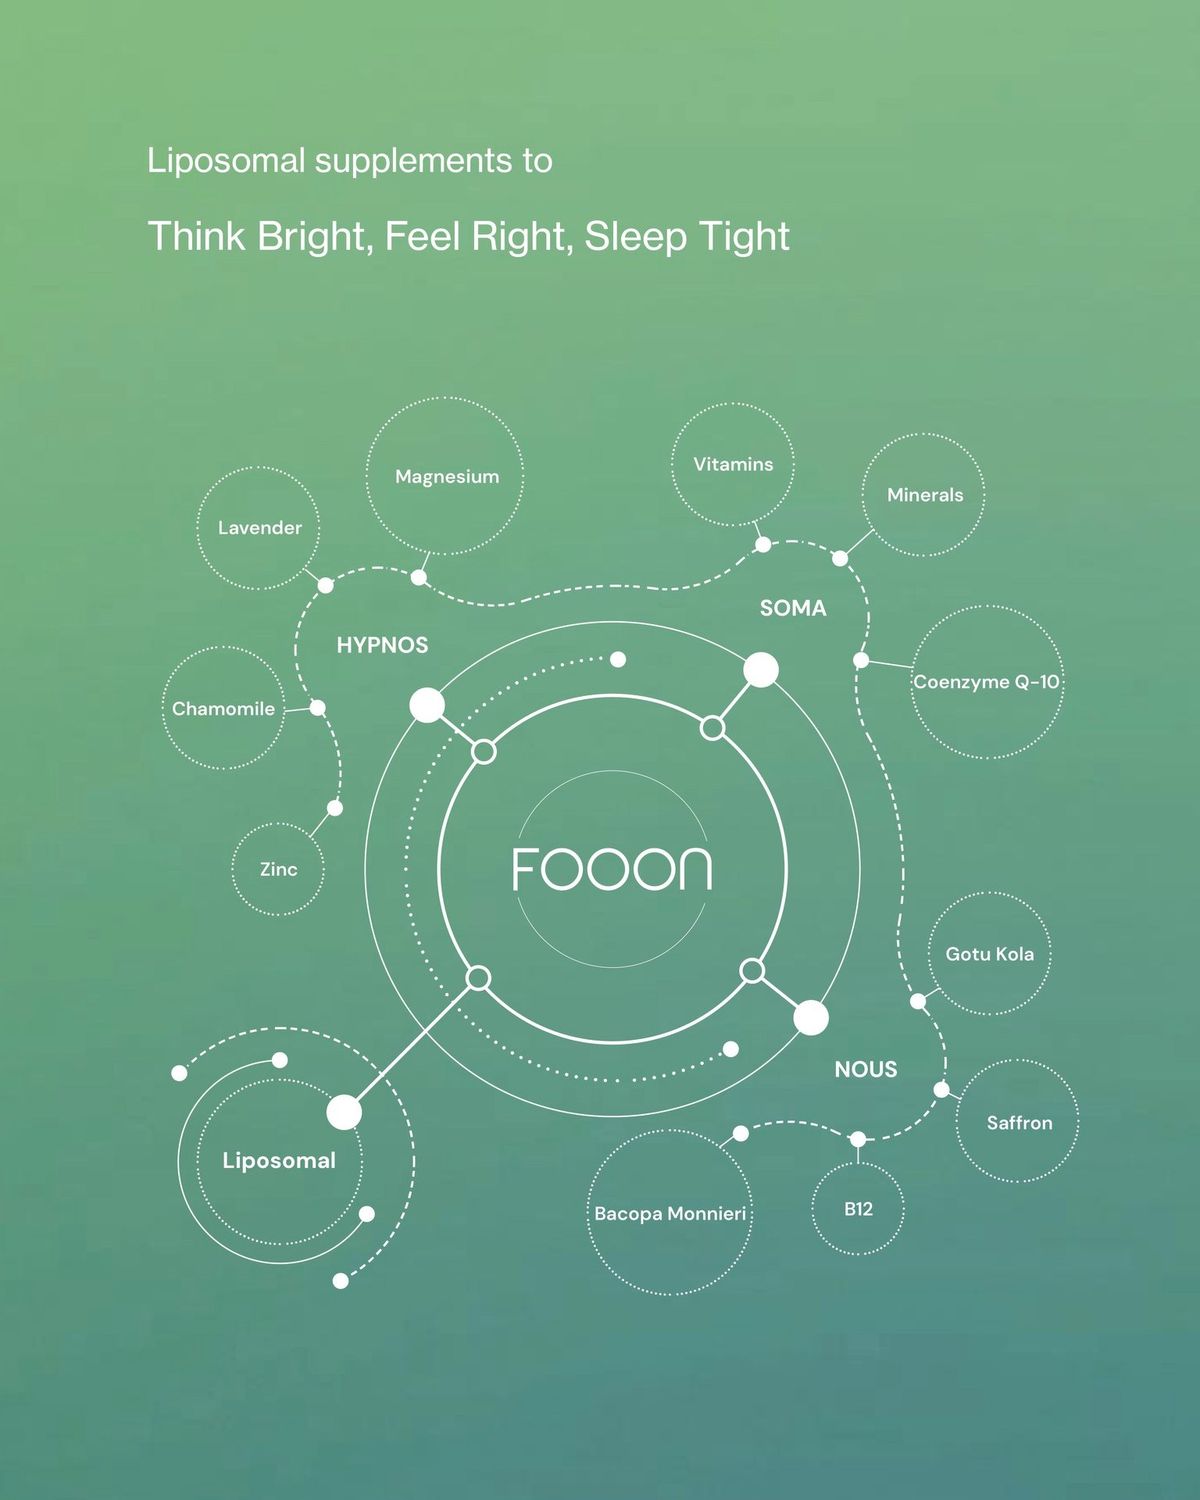 Liposomal supplements to
Think Bright, Feel Right, Sleep Tight
Magnesium
Vitamins
Minerals
Lavender
SOMA
HYPNOS
Coenzyme Q-10
Chamomile
Zinc
FOOON
Gotu Kola
NOUS
Saffron
Liposomal
B12
Bacopa Monnieri